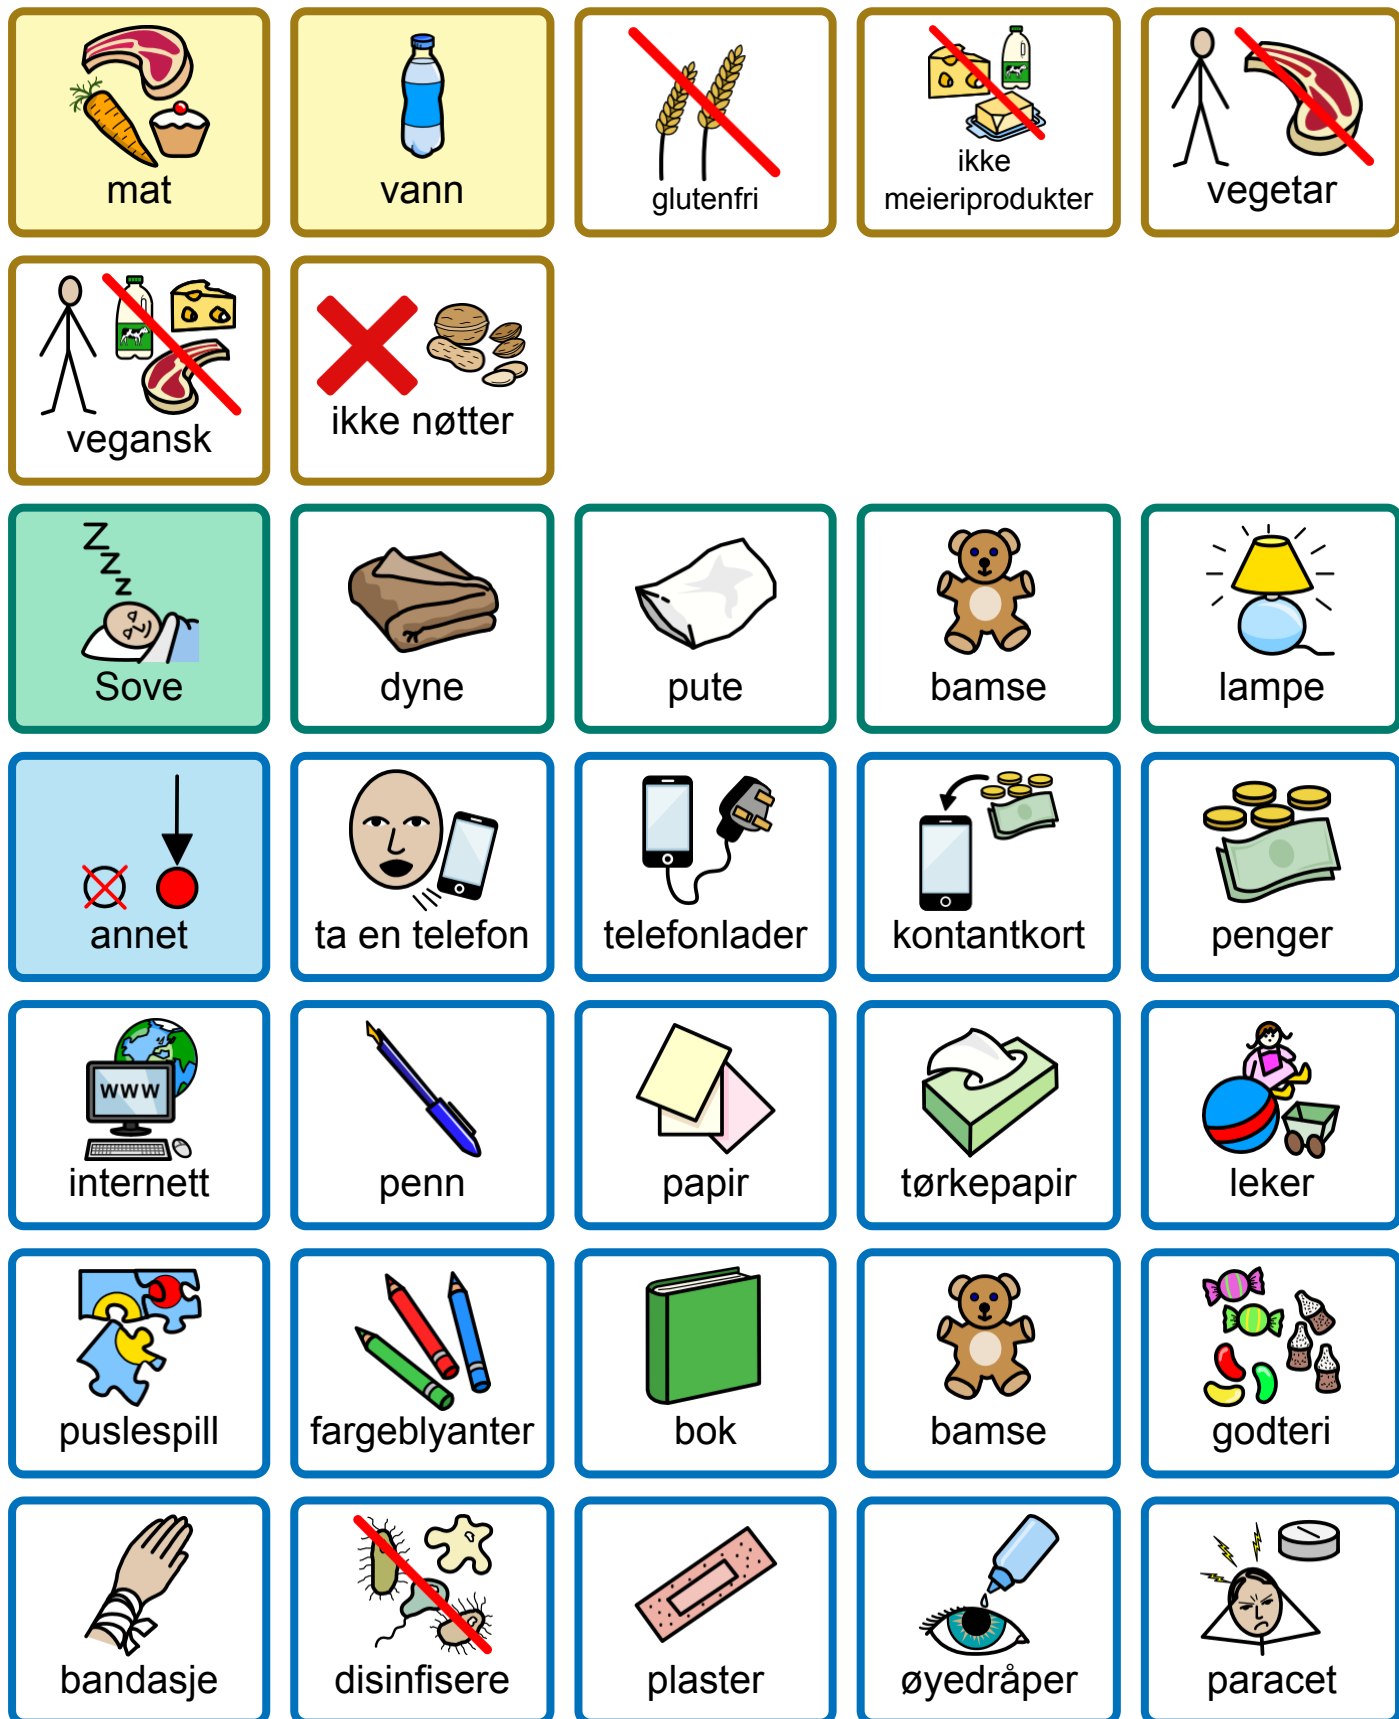 mat
vann
glutenfri
ikke
meieriprodukter
vegetar
vegansk
ikke nøtter
Z
Z
Z
Sove
dyne
pute
bamse
lampe
annet
ta en telefon
telefonlader
kontantkort
penger
www
internett
penn
papir
tørkepapir
leker
puslespill
fargeblyanter
bok
bamse
godteri
bandasje
disinfisere
plaster
øyedråper
paracet